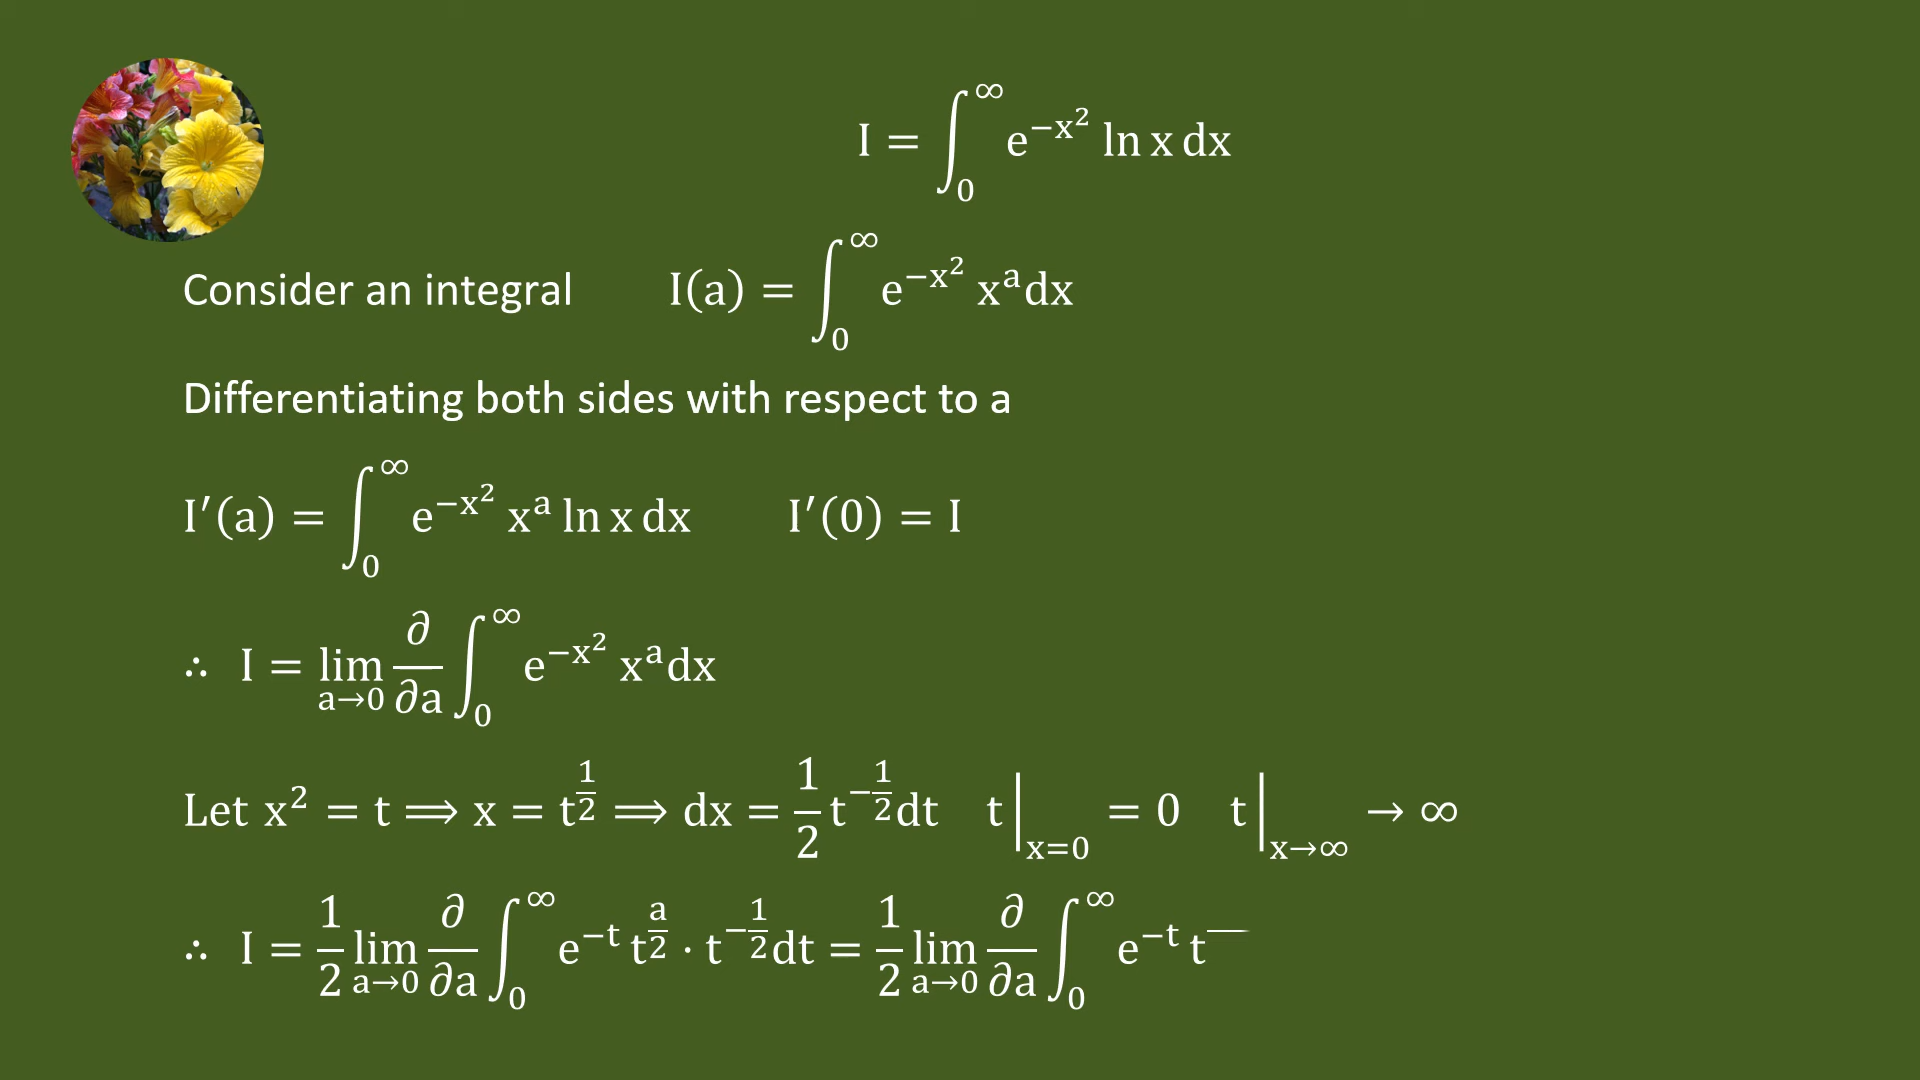 I = ∫₀^∞ e^(−x²) ln x dx
Consider an integral I(a) = ∫₀^∞ e^(−x²) x^a dx
Differentiating both sides with respect to a
I′(a) = ∫₀^∞ e^(−x²) x^a ln x dx I′(0) = I
∴ I = lim_(a→0) ∂/∂a ∫₀^∞ e^(−x²) x^a dx
Let x² = t ⟹ x = t^(1/2) ⟹ dx = 1/2 t^(−1/2) dt t|_(x=0) = 0 t|_(x→∞) → ∞
∴ I = 1/2 lim_(a→0) ∂/∂a ∫₀^∞ e^(−t) t^(a/2) · t^(−1/2) dt = 1/2 lim_(a→0) ∂/∂a ∫₀^∞ e^(−t) t^—